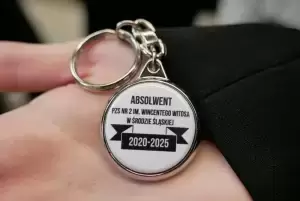 ABSOLWENT
PZS NR 2 IM. WINCENTEGO WITOSA
W ŚRODZIE ŚLĄSKIEJ
2020-2025